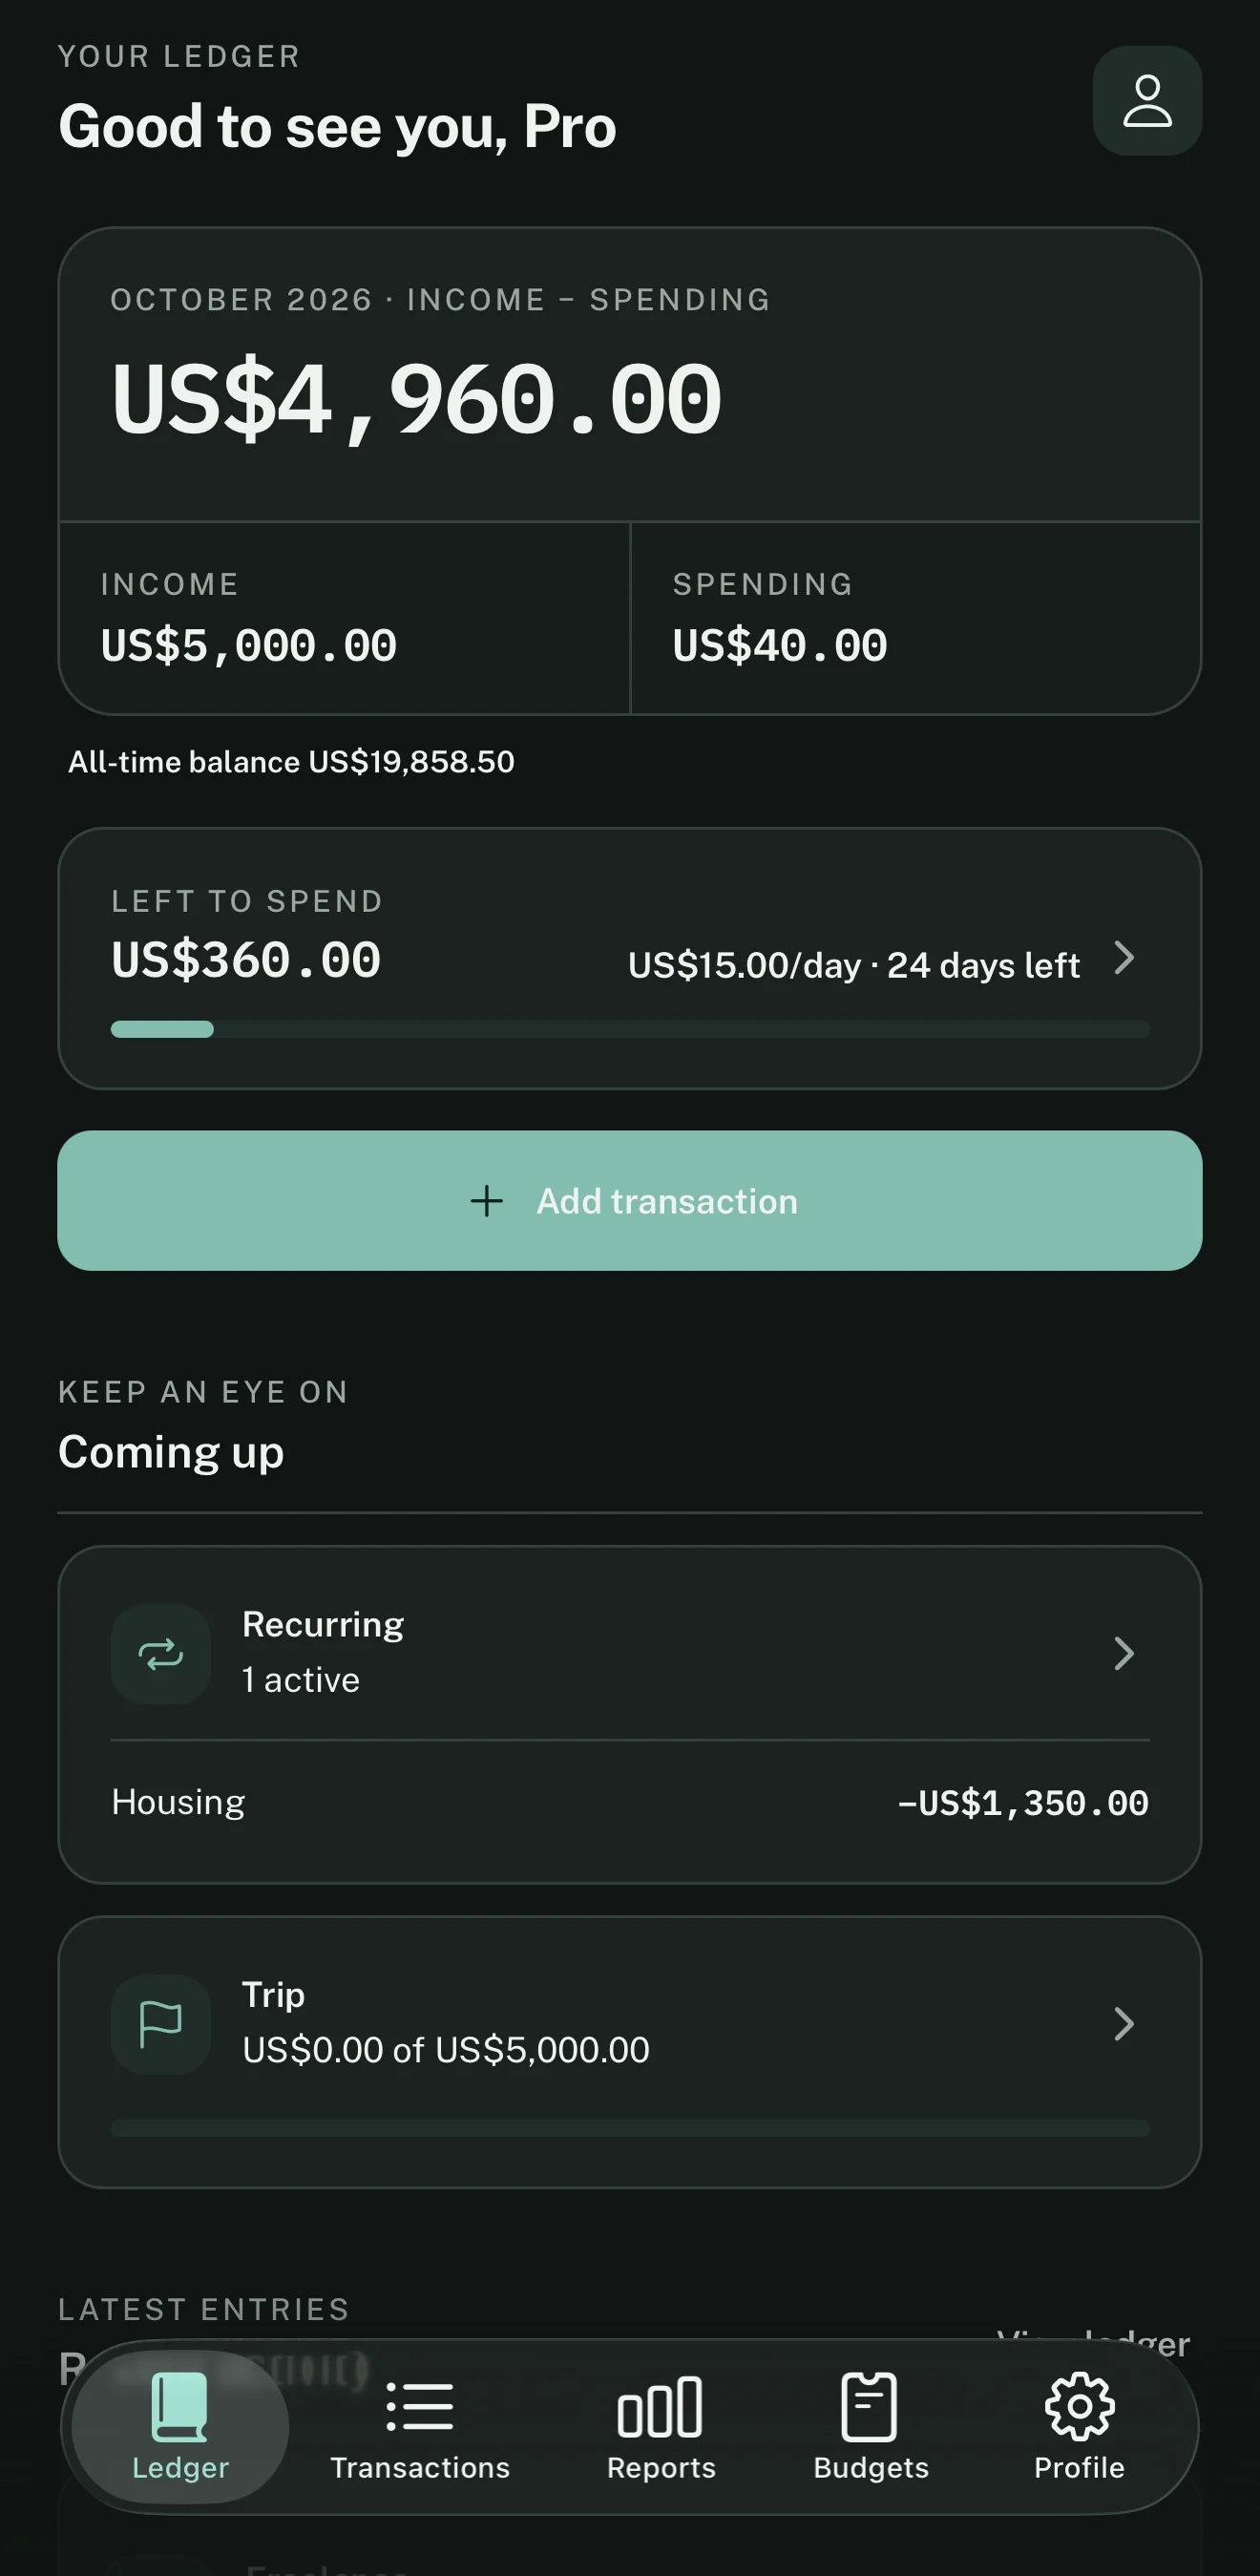 YOUR LEDGER
Good to see you, Pro
OCTOBER 2026 · INCOME – SPENDING
US$4,960.00
INCOME
US$5,000.00
SPENDING
US$40.00
All-time balance US$19,858.50
LEFT TO SPEND
US$360.00
US$15.00/day · 24 days left
Add transaction
KEEP AN EYE ON
Coming up
Recurring
1 active
Housing
–US$1,350.00
Trip
US$0.00 of US$5,000.00
LATEST ENTRIES
View ledger
Ledger
Transactions
Reports
Budgets
Profile